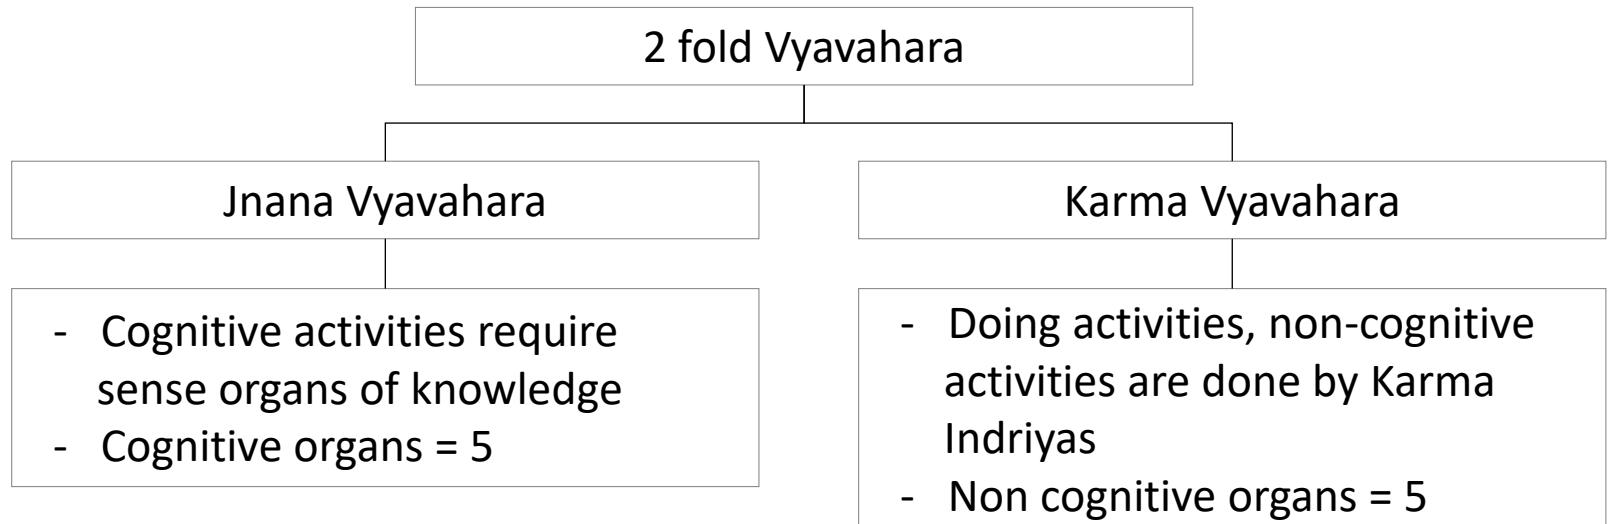 2 fold Vyavahara
Jnana Vyavahara
- Cognitive activities require
sense organs of knowledge
- Cognitive organs = 5
Karma Vyavahara
- Doing activities, non-cognitive
activities are done by Karma
Indriyas
- Non cognitive organs = 5